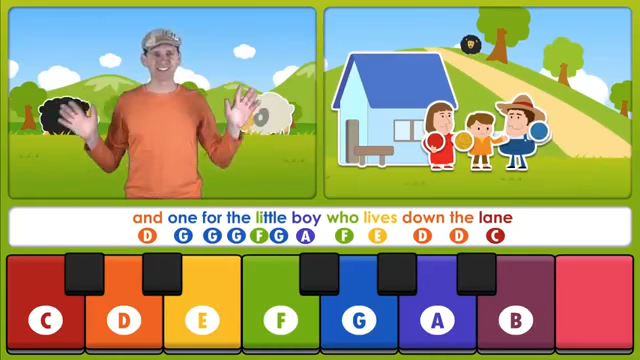 and one for the little boy who lives down the lane
D G G G F G A F E D D C
C D E F G A B